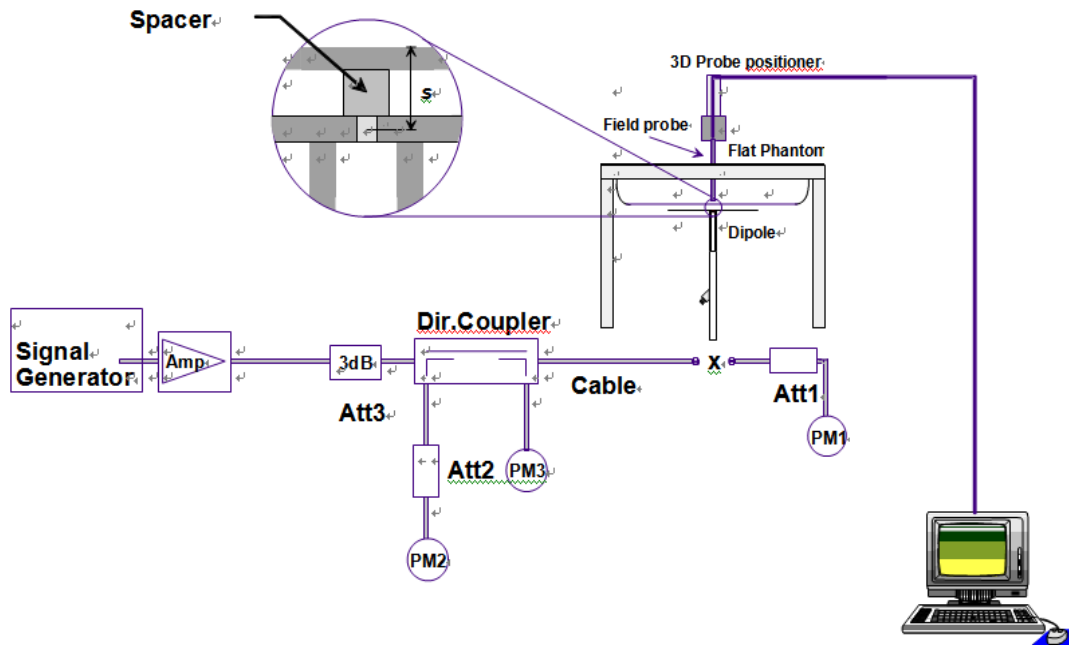 Spacer
s
3D Probe positioner
Field probe
Flat Phantom
Dipole
Signal
Generator
Amp
3dB
Att3
Dir.Coupler
Cable
x
Att1
PM1
Att2
PM3
PM2